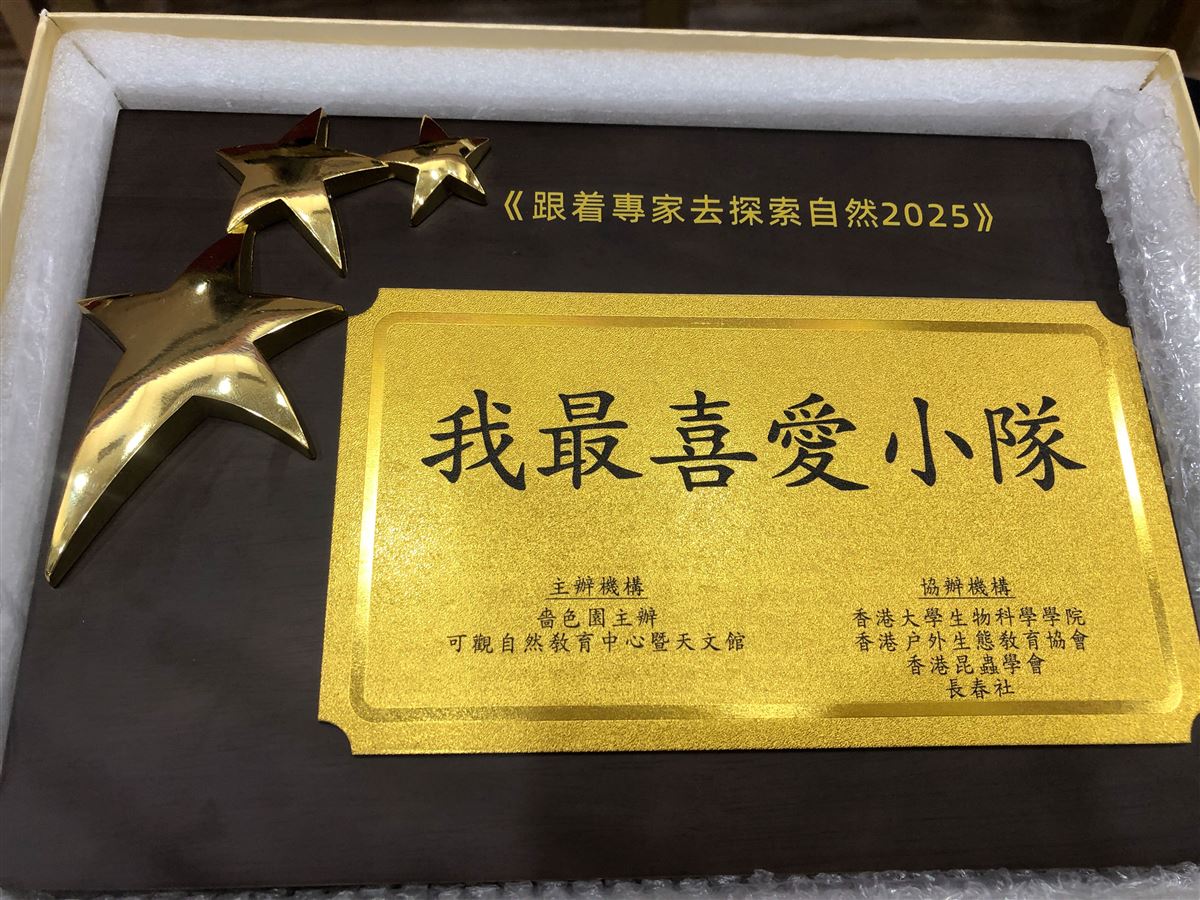 《跟着專家去探索自然2025》
我最喜愛小隊
主辦機構
嗇色園主辦
可觀自然教育中心暨天文館
協辦機構
香港大學生物科學學院
香港户外生態教育協會
香港昆蟲學會
長春社